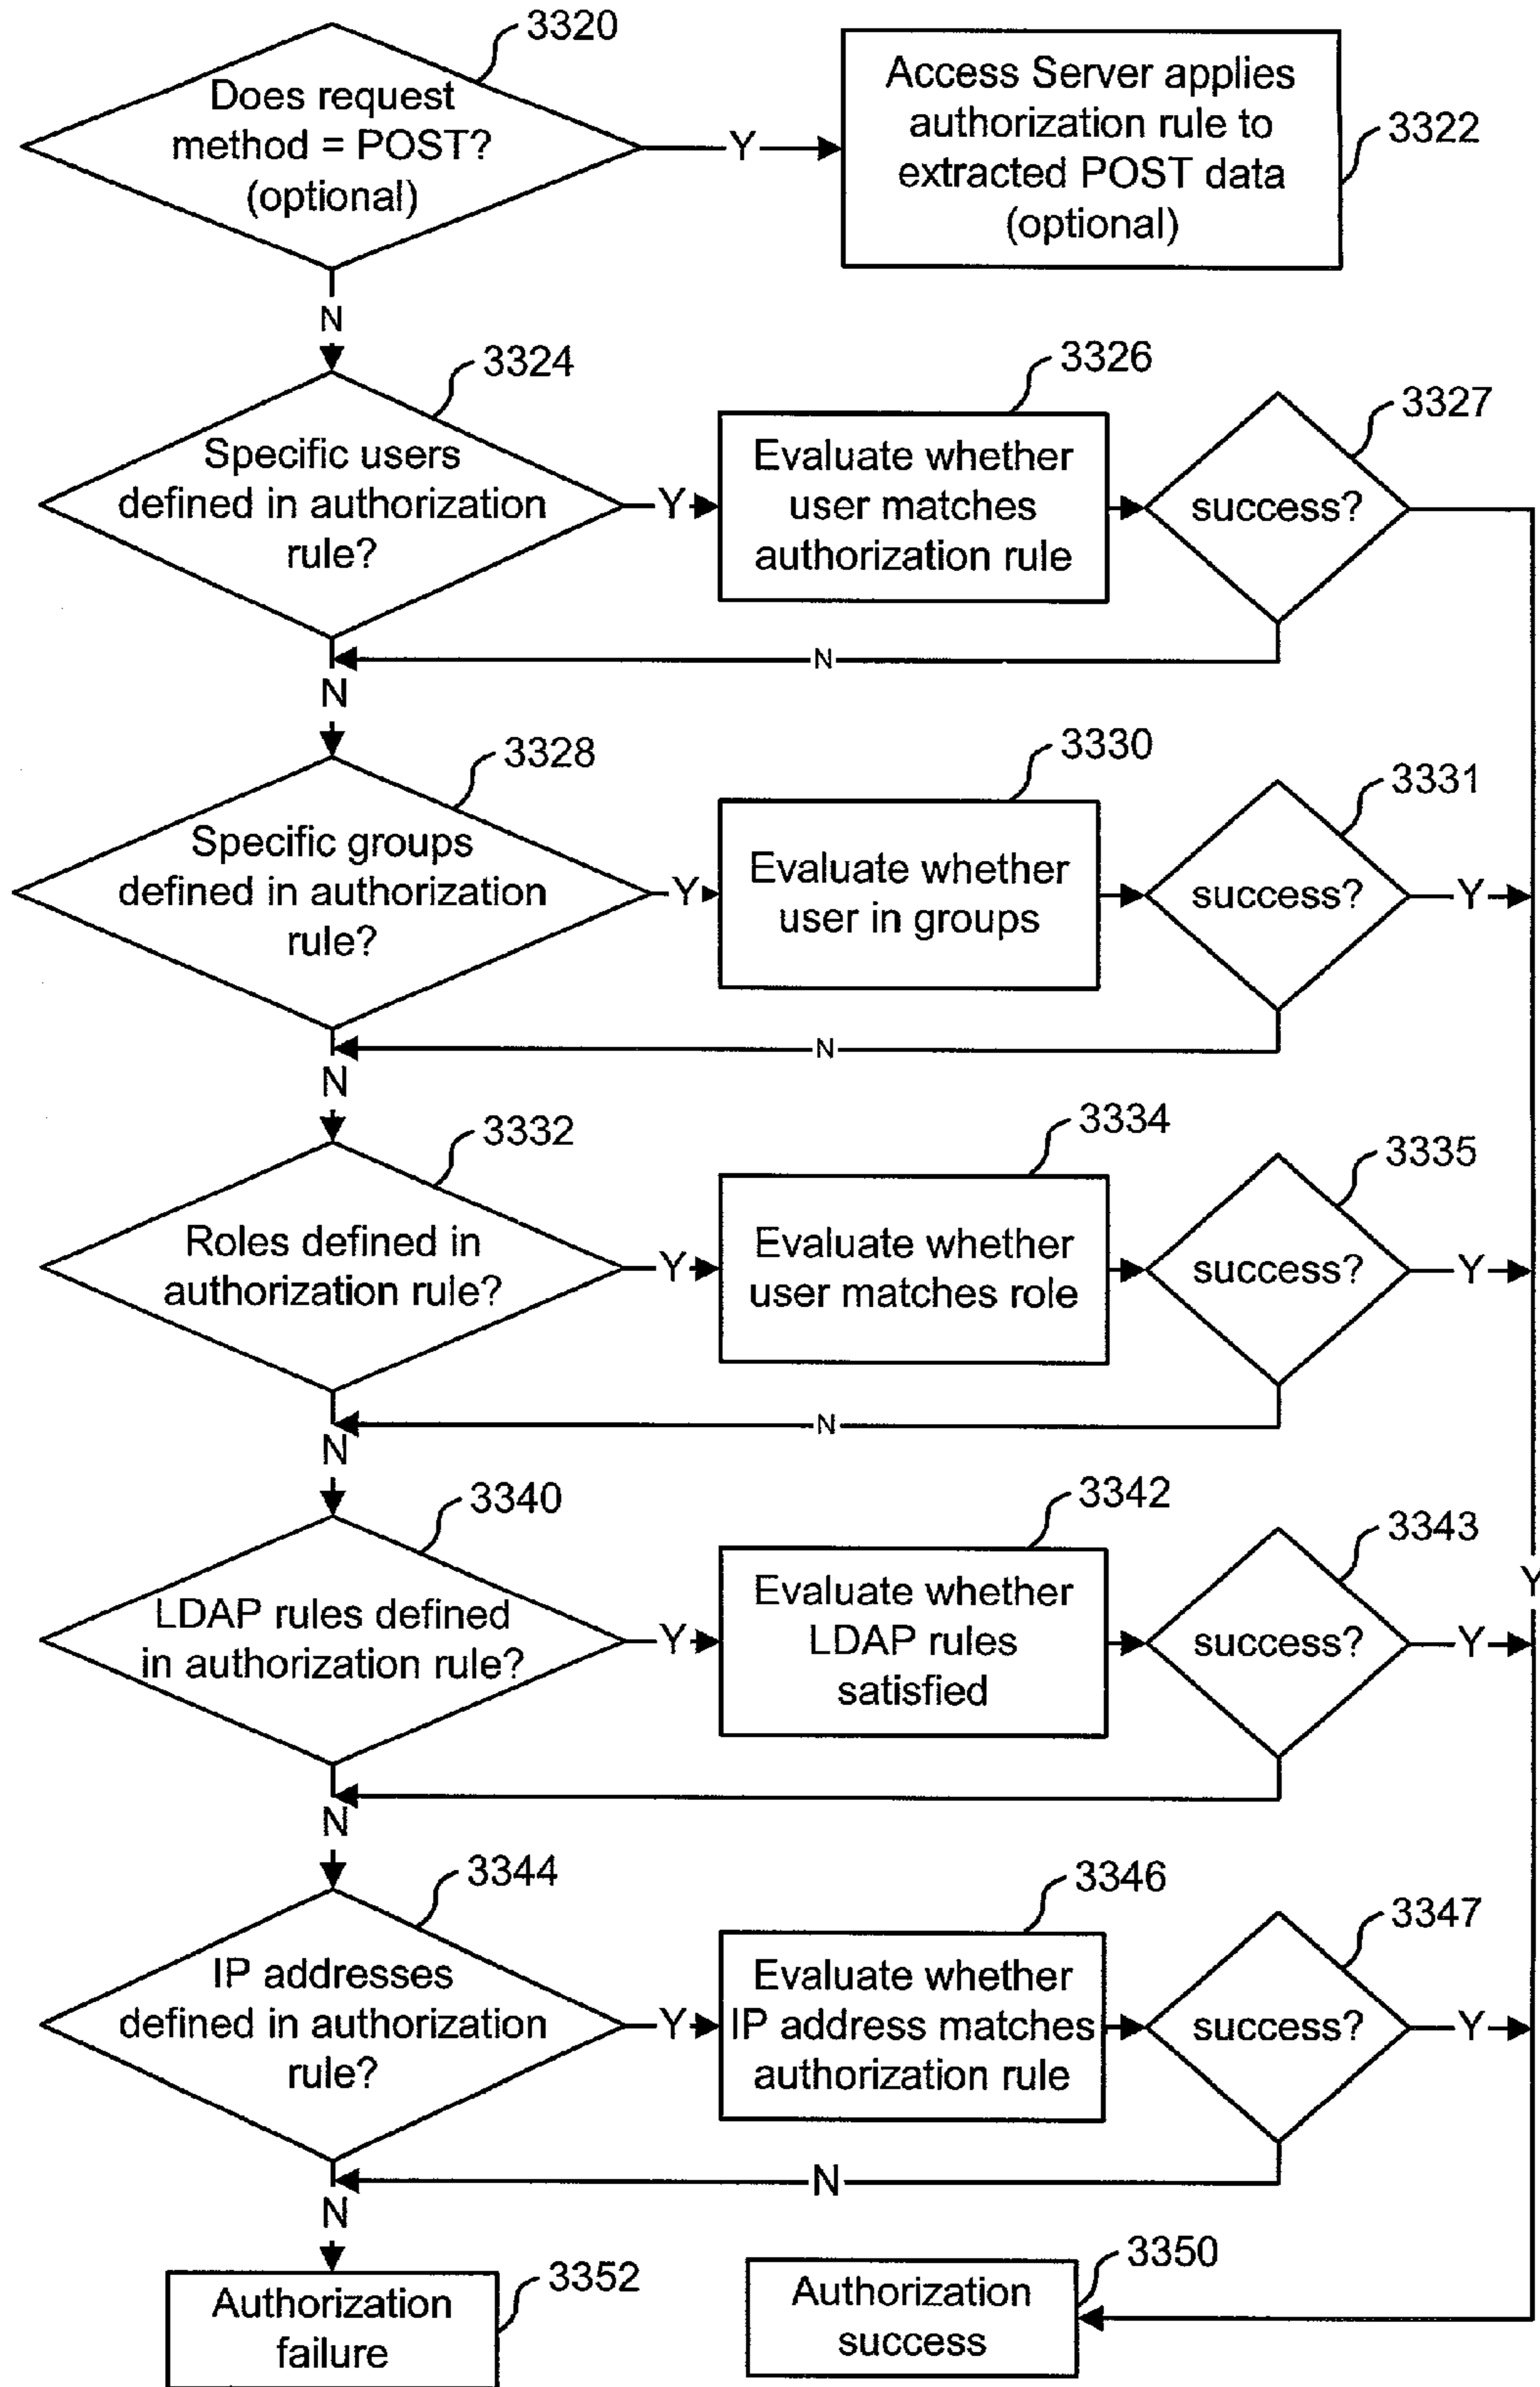 3320
Does request
method = POST?
(optional)
Y
Access Server applies
authorization rule to
extracted POST data
(optional)
3322
N
3324
Specific users
defined in authorization
rule?
Y
3326
Evaluate whether
user matches
authorization rule
3327
success?
N
N
3328
Specific groups
defined in authorization
rule?
Y
3330
Evaluate whether
user in groups
3331
success?
Y
N
N
3332
Roles defined in
authorization rule?
Y
3334
Evaluate whether
user matches role
3335
success?
Y
N
N
3340
LDAP rules defined
in authorization rule?
Y
3342
Evaluate whether
LDAP rules
satisfied
3343
success?
Y
Y
N
3344
IP addresses
defined in authorization
rule?
Y
3346
Evaluate whether
IP address matches
authorization rule
3347
success?
Y
N
N
Authorization
failure
3352
Authorization
success
3350